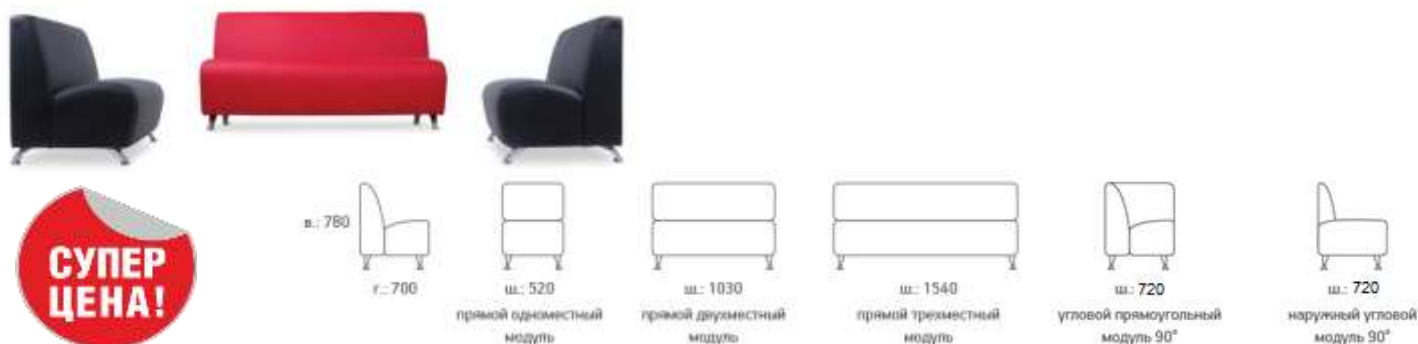 СУПЕР
ЦЕНА!
в.: 780
г.: 700
ш.: 520
прямой одноместный
модуль
ш.: 1030
прямой двухместный
модуль
ш.: 1540
прямой трехместный
модуль
ш.: 720
угловой прямоугольный
модуль 90°
ш.: 720
наружный угловой
модуль 90°